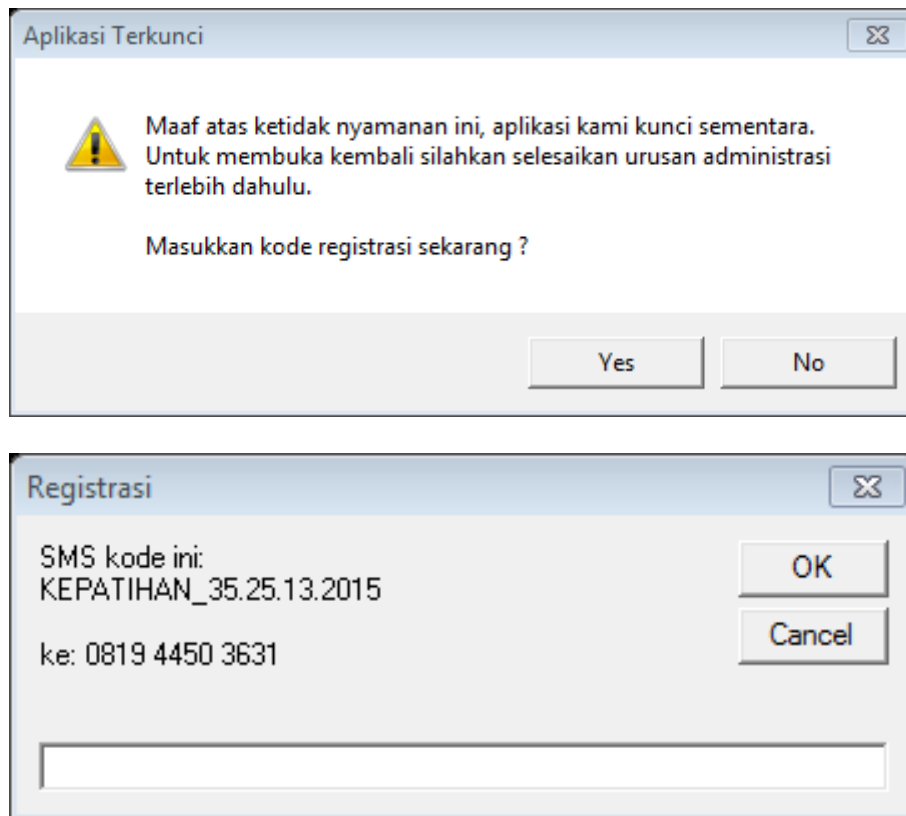 Aplikasi Terkunci
Maaf atas ketidak nyamanan ini, aplikasi kami kunci sementara.
Untuk membuka kembali silahkan selesaikan urusan administrasi
terlebih dahulu.
Masukkan kode registrasi sekarang ?
Yes No
Registrasi
SMS kode ini:
KEPATIHAN_35.25.13.2015
ke: 0819 4450 3631
OK
Cancel